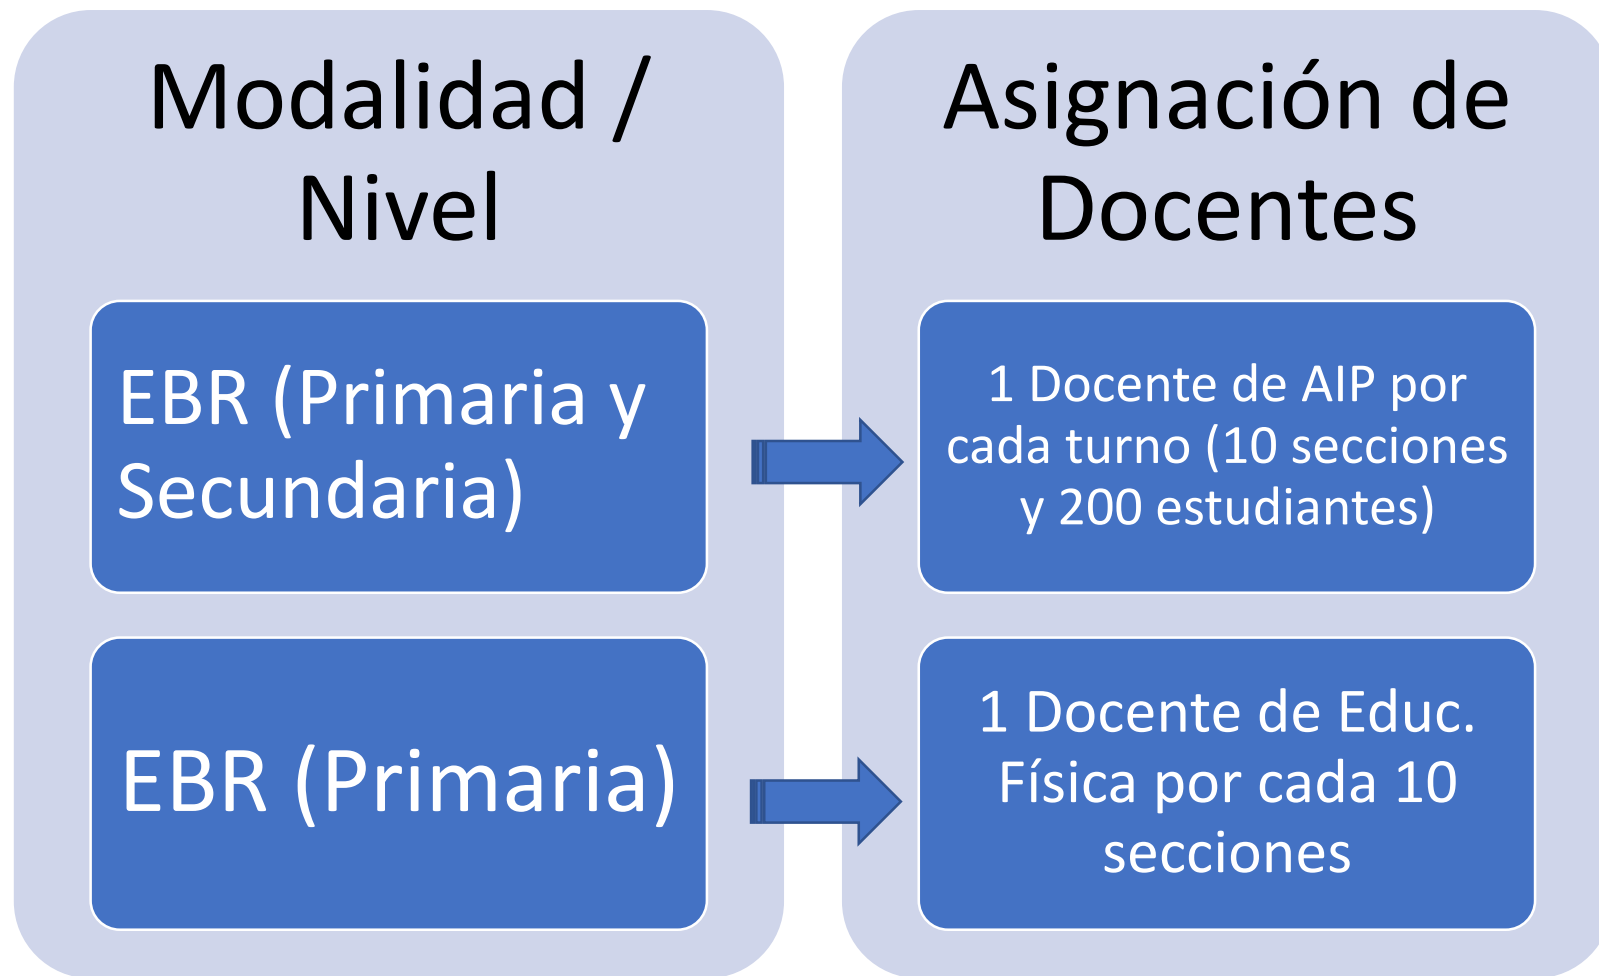 Modalidad /
Nivel
EBR (Primaria y
Secundaria)
EBR (Primaria)
Asignación de
Docentes
1 Docente de AIP por
cada turno (10 secciones
y 200 estudiantes)
1 Docente de Educ.
Física por cada 10
secciones